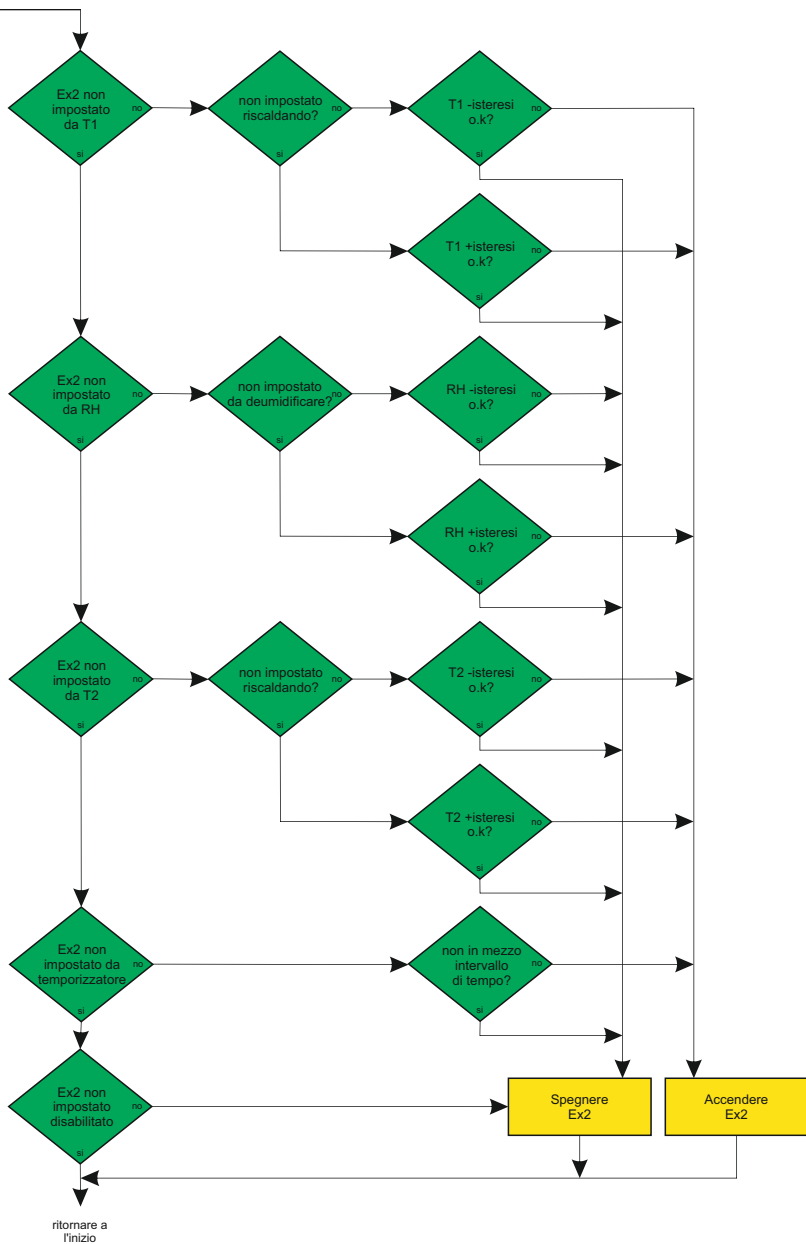 Ex2 non
impostato
da T1
no
si
non impostato
riscaldando?
no
si
T1 -isteresi
o.k?
no
si
T1 +isteresi
o.k?
no
si
Ex2 non
impostato
da RH
no
si
non impostato
da deumidificare?
no
si
RH -isteresi
o.k?
no
si
RH +isteresi
o.k?
no
si
Ex2 non
impostato
da T2
no
si
non impostato
riscaldando?
no
si
T2 -isteresi
o.k?
no
si
T2 +isteresi
o.k?
no
si
Ex2 non
impostato da
temporizzatore
no
si
non in mezzo
intervallo
di tempo?
no
si
Ex2 non
impostato
disabilitato
no
si
Spegnere
Ex2
Accendere
Ex2
ritornare a
l'inizio